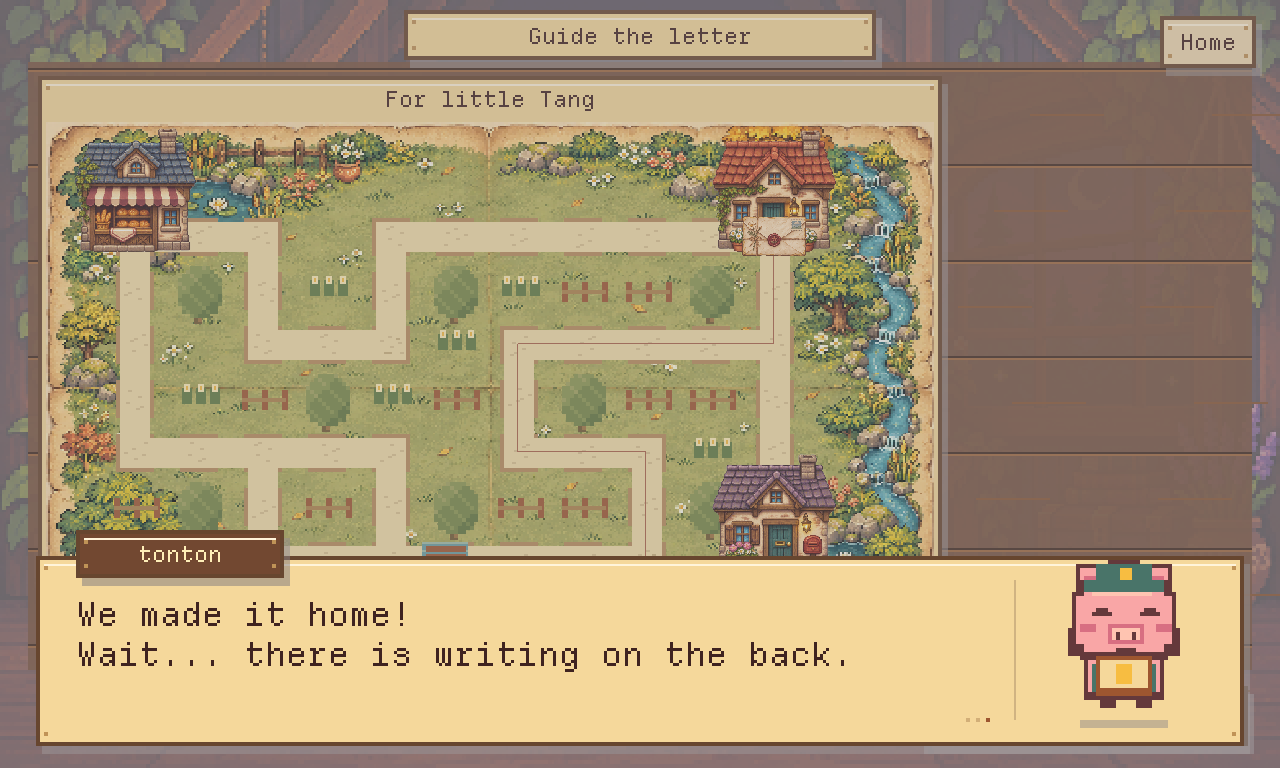 Guide the letter
Home
For little Tang
tonton
We made it home!
Wait... there is writing on the back.